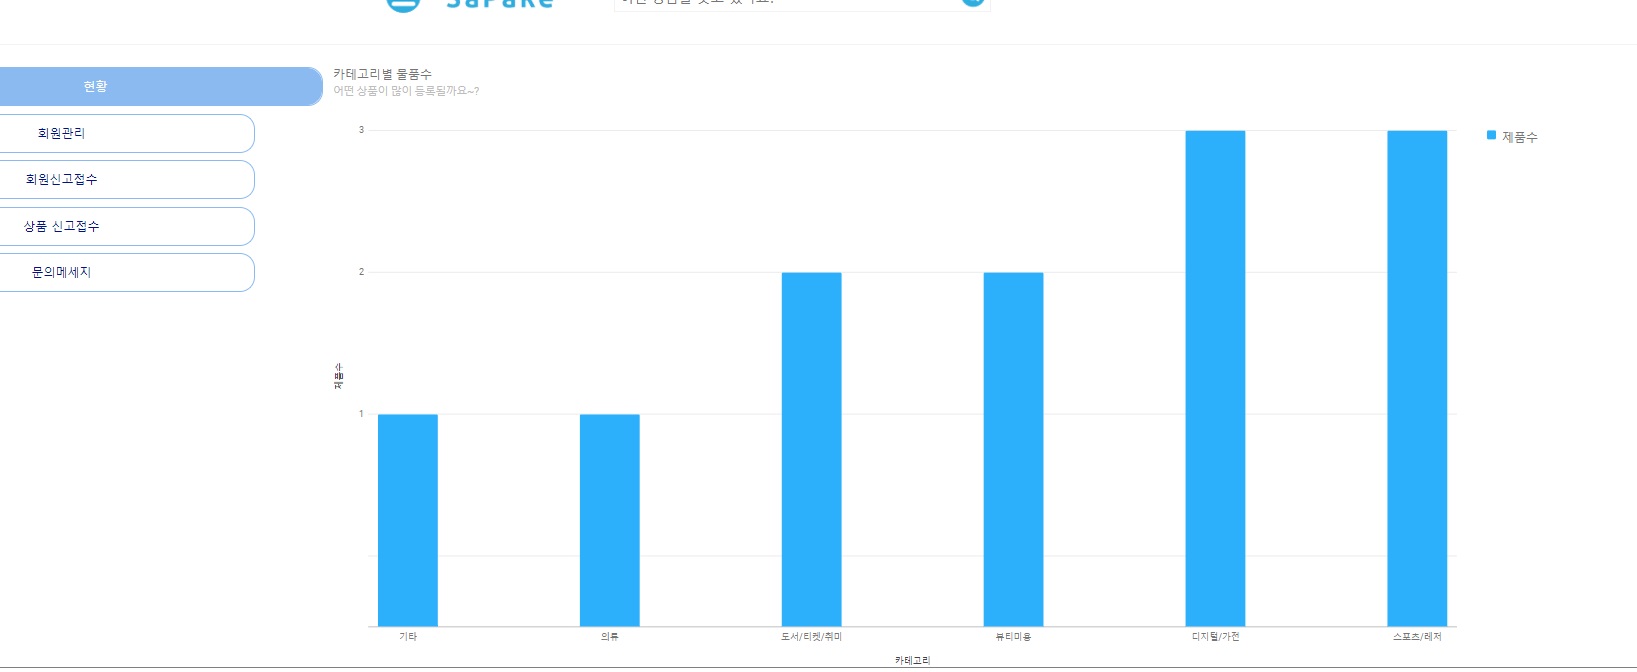 SaPaRe
현황
회원관리
회원신고접수
상품 신고접수
문의메세지
카테고리별 물품수
어떤 상품이 많이 등록될까요~?
3
2
1
제품수
제품수
기타
의류
도서/티켓/취미
뷰티미용
디지털/가전
스포츠/레저
카테고리